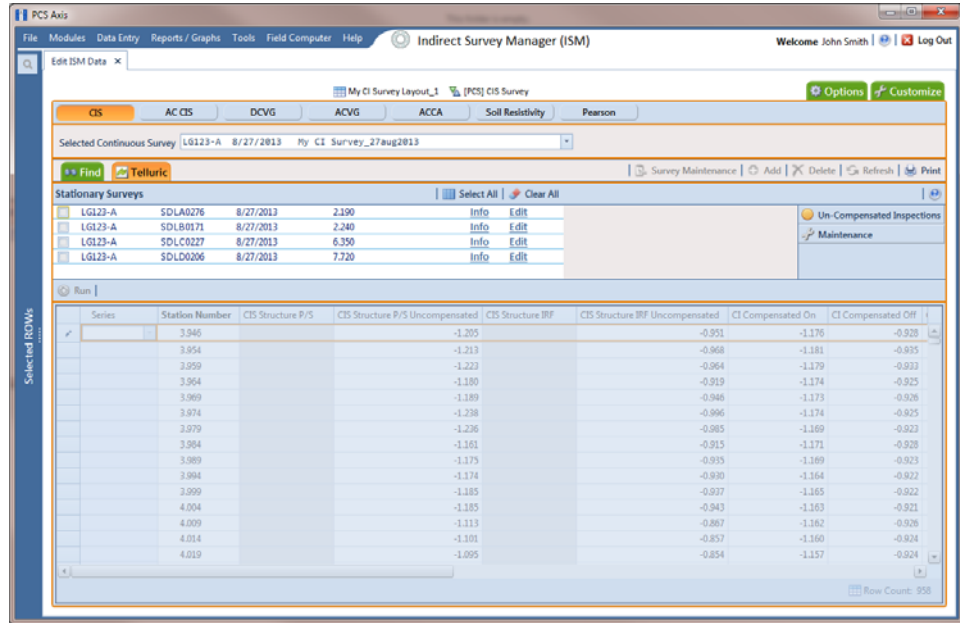 PCS Axis
File Modules Data Entry Reports / Graphs Tools Field Computer Help Indirect Survey Manager (ISM) Welcome John Smith Log Out
Edit ISM Data ×
My CI Survey Layout_1 [PCS] CIS Survey Options Customize
CIS AC CIS DCVG ACVG ACCA Soil Resistivity Pearson
Selected Continuous Survey LG123-A 8/27/2013 My CI Survey_27aug2013
Find Telluric Survey Maintenance Add Delete Refresh Print
Stationary Surveys Select All Clear All
LG123-A SDLA0276 8/27/2013 2.190 Info Edit Un-Compensated Inspections
LG123-A SDLB0171 8/27/2013 2.240 Info Edit Maintenance
LG123-A SDLC0227 8/27/2013 6.350 Info Edit
LG123-A SDLD0206 8/27/2013 7.720 Info Edit
Run
Selected ROWs
Series Station Number CIS Structure P/S CIS Structure P/S Uncompensated CIS Structure IRF CIS Structure IRF Uncompensated CI Compensated On CI Compensated Off
3.946 -1.205 -0.951 -1.176 -0.928
3.954 -1.213 -0.968 -1.181 -0.935
3.959 -1.223 -0.964 -1.179 -0.933
3.964 -1.180 -0.919 -1.174 -0.925
3.969 -1.189 -0.946 -1.173 -0.926
3.974 -1.238 -0.996 -1.174 -0.925
3.979 -1.236 -0.985 -1.169 -0.923
3.984 -1.161 -0.915 -1.171 -0.928
3.989 -1.175 -0.935 -1.169 -0.923
3.994 -1.174 -0.930 -1.164 -0.922
3.999 -1.185 -0.937 -1.165 -0.922
4.004 -1.185 -0.943 -1.163 -0.921
4.009 -1.113 -0.867 -1.162 -0.926
4.014 -1.101 -0.857 -1.160 -0.924
4.019 -1.095 -0.854 -1.157 -0.924
Row Count: 958